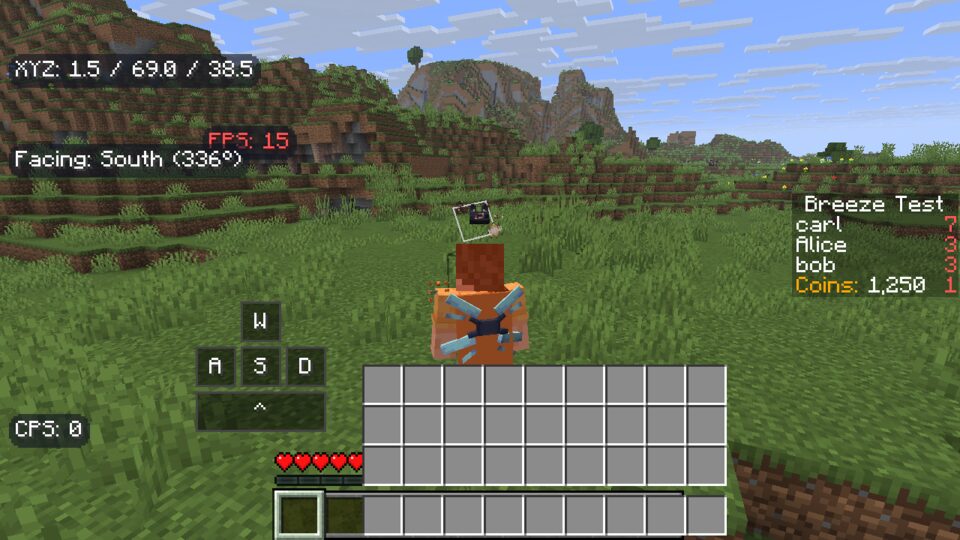 XYZ: 1.5 / 69.0 / 38.5
FPS: 15
Facing: South (336°)
Breeze Test
carl 7
Alice 3
bob 3
Coins: 1,250 1
W
A S D
^
CPS: 0